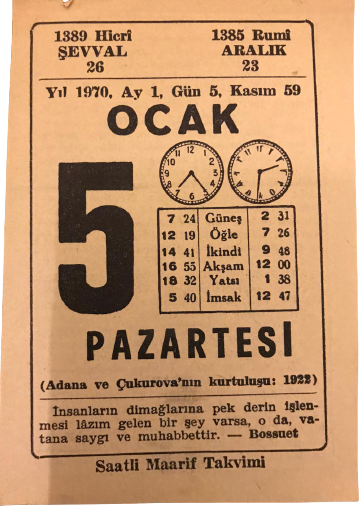 1389 Hicrî 1385 Rumî
ŞEVVAL ARALIK
26 23
Yıl 1970, Ay 1, Gün 5, Kasım 59
OCAK
5
7 24 Güneş 2 31
12 19 Öğle 7 26
14 41 İkindi 9 48
16 55 Akşam 12 00
18 32 Yatsı 1 38
5 40 İmsak 12 47
PAZARTESİ
(Adana ve Çukurova'nın kurtuluşu: 1922)
İnsanların dimağlarına pek derin işlen-
mesi lâzım gelen bir şey varsa, o da, va-
tana saygı ve muhabbettir. — Bossuet
Saatli Maarif Takvimi